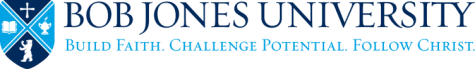 BOB JONES UNIVERSITY
BUILD FAITH. CHALLENGE POTENTIAL. FOLLOW CHRIST.